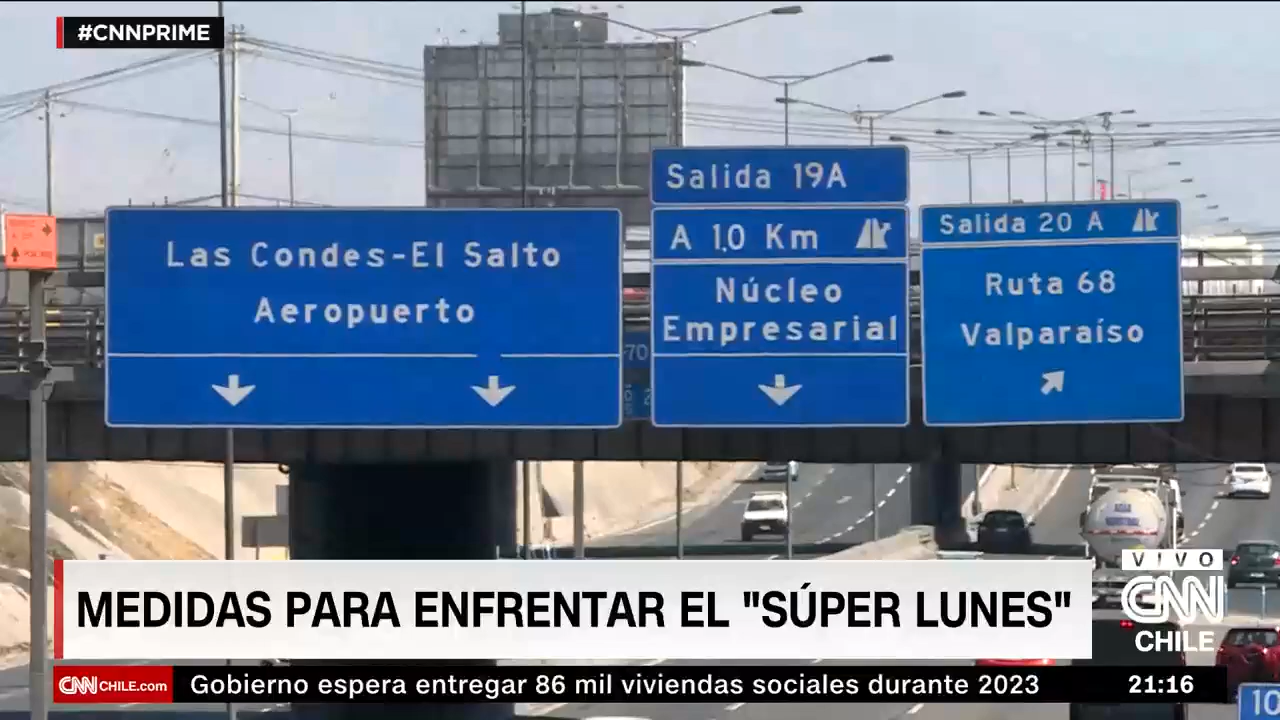 #CNNPRIME
Las Condes-El Salto
Aeropuerto
Salida 19A
A 1,0 Km
Núcleo
Empresarial
Salida 20 A
Ruta 68
Valparaíso
70
MEDIDAS PARA ENFRENTAR EL "SÚPER LUNES"
VIVO
CNN
CHILE
CNNCHILE.com
Gobierno espera entregar 86 mil viviendas sociales durante 2023
21:16
10